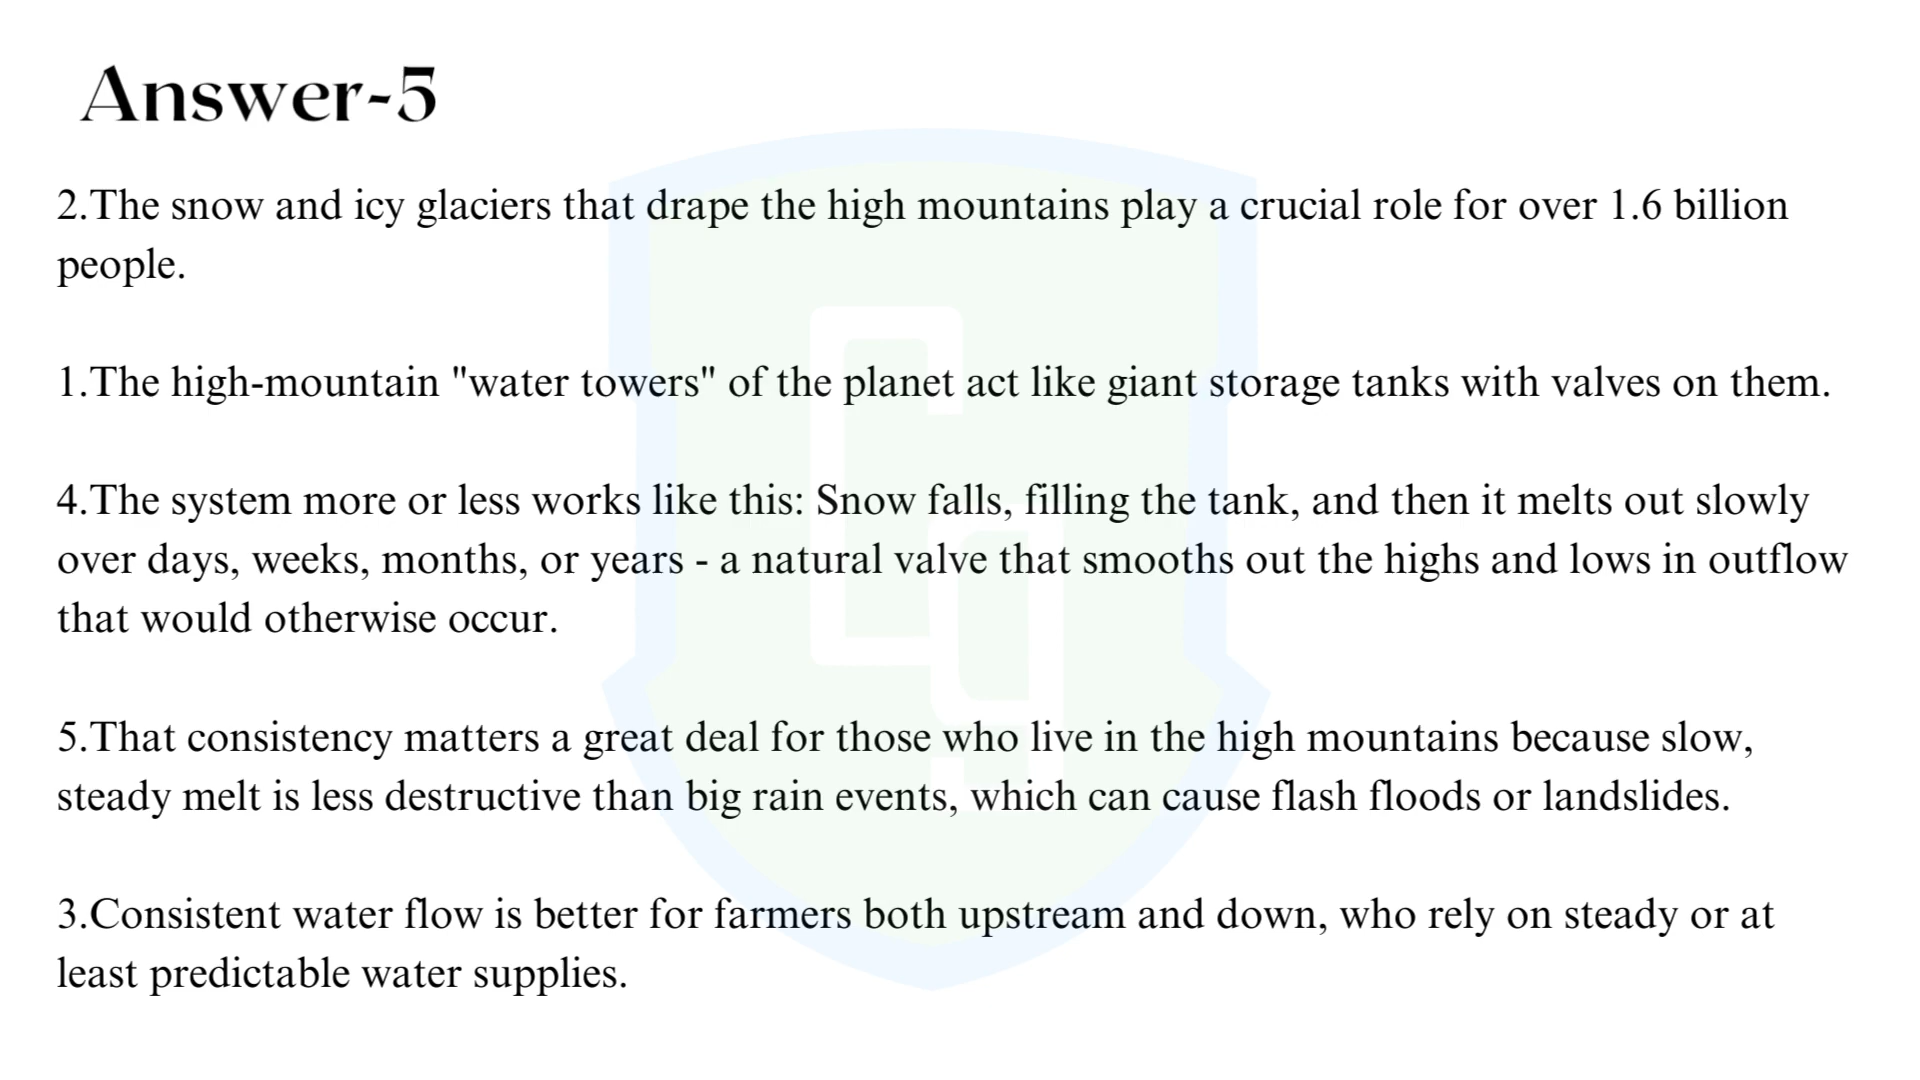 Answer-5
2.The snow and icy glaciers that drape the high mountains play a crucial role for over 1.6 billion
people.
1.The high-mountain "water towers" of the planet act like giant storage tanks with valves on them.
4.The system more or less works like this: Snow falls, filling the tank, and then it melts out slowly
over days, weeks, months, or years - a natural valve that smooths out the highs and lows in outflow
that would otherwise occur.
5.That consistency matters a great deal for those who live in the high mountains because slow,
steady melt is less destructive than big rain events, which can cause flash floods or landslides.
3.Consistent water flow is better for farmers both upstream and down, who rely on steady or at
least predictable water supplies.